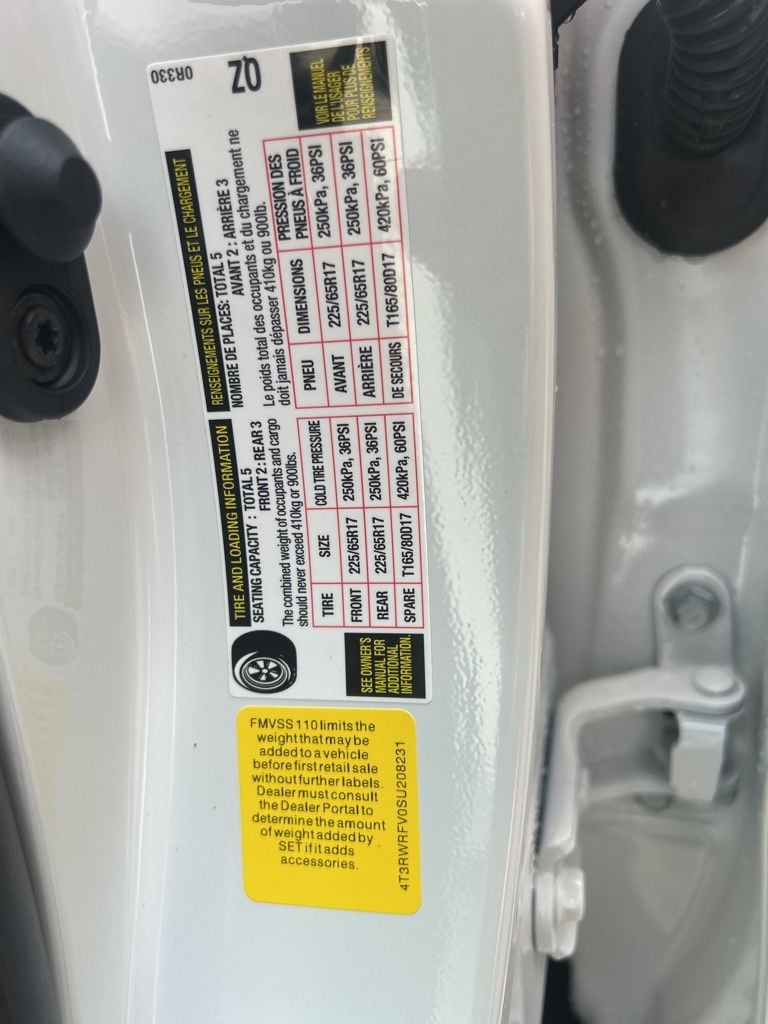 TIRE AND LOADING INFORMATION
SEATING CAPACITY : TOTAL 5
FRONT 2 : REAR 3
The combined weight of occupants and cargo
should never exceed 410kg or 900lbs.
TIRE SIZE COLD TIRE PRESSURE
FRONT 225/65R17 250kPa, 36PSI
REAR 225/65R17 250kPa, 36PSI
SPARE T165/80D17 420kPa, 60PSI
SEE OWNER'S
MANUAL FOR
ADDITIONAL
INFORMATION.
RENSEIGNEMENTS SUR LES PNEUS ET LE CHARGEMENT
NOMBRE DE PLACES: TOTAL 5
AVANT 2 : ARRIÈRE 3
Le poids total des occupants et du chargement ne
doit jamais dépasser 410kg ou 900lb.
PNEU DIMENSIONS PRESSION DES
PNEUS À FROID
AVANT 225/65R17 250kPa, 36PSI
ARRIÈRE 225/65R17 250kPa, 36PSI
DE SECOURS T165/80D17 420kPa, 60PSI
VOIR LE MANUEL
DE L'USAGER
POUR PLUS DE
RENSEIGNEMENTS
0R330
QZ
FMVSS 110 limits the
weight that may be
added to a vehicle
before first retail sale
without further labels.
Dealer must consult
the Dealer Portal to
determine the amount
of weight added by
SET if it adds
accessories.
4T3RWRFV0SU208231